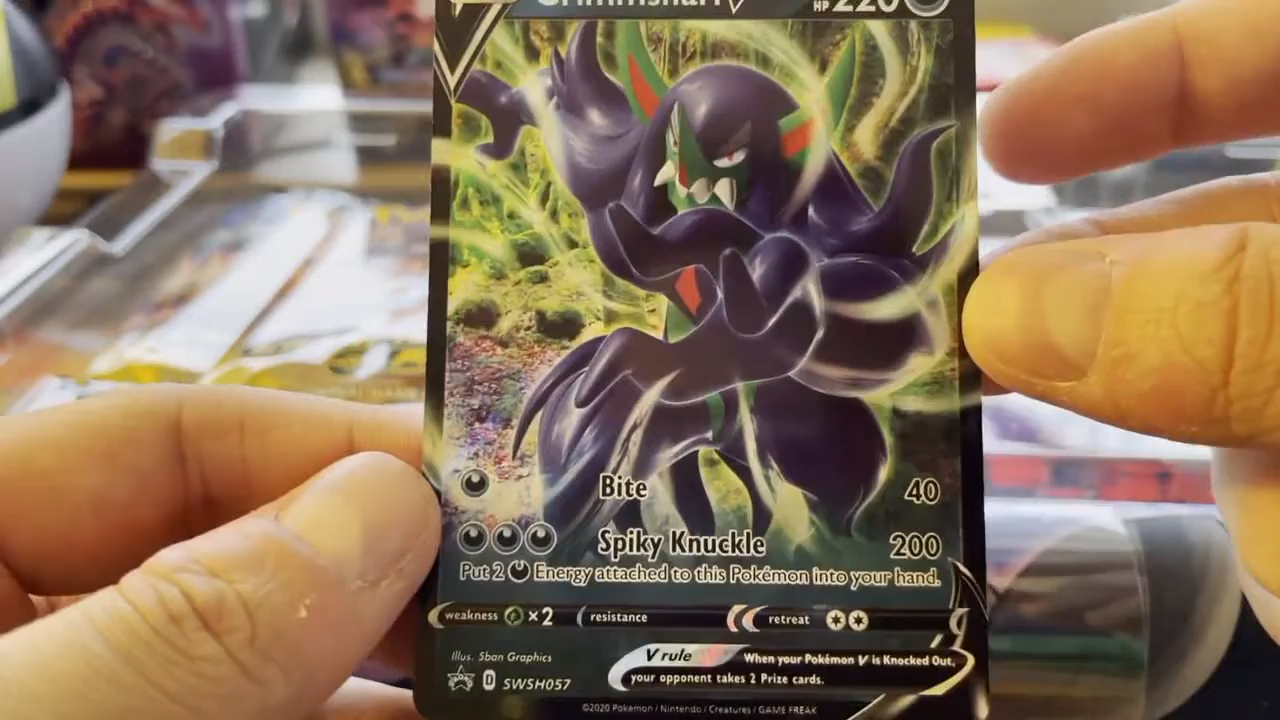 Grimmsnarl V HP 220
Bite 40
Spiky Knuckle 200
Put 2 Energy attached to this Pokémon into your hand.
weakness ×2 resistance retreat
Illus. 5ban Graphics
V rule When your Pokémon V is Knocked Out,
your opponent takes 2 Prize cards.
D SWSH057
©2020 Pokémon / Nintendo / Creatures / GAME FREAK